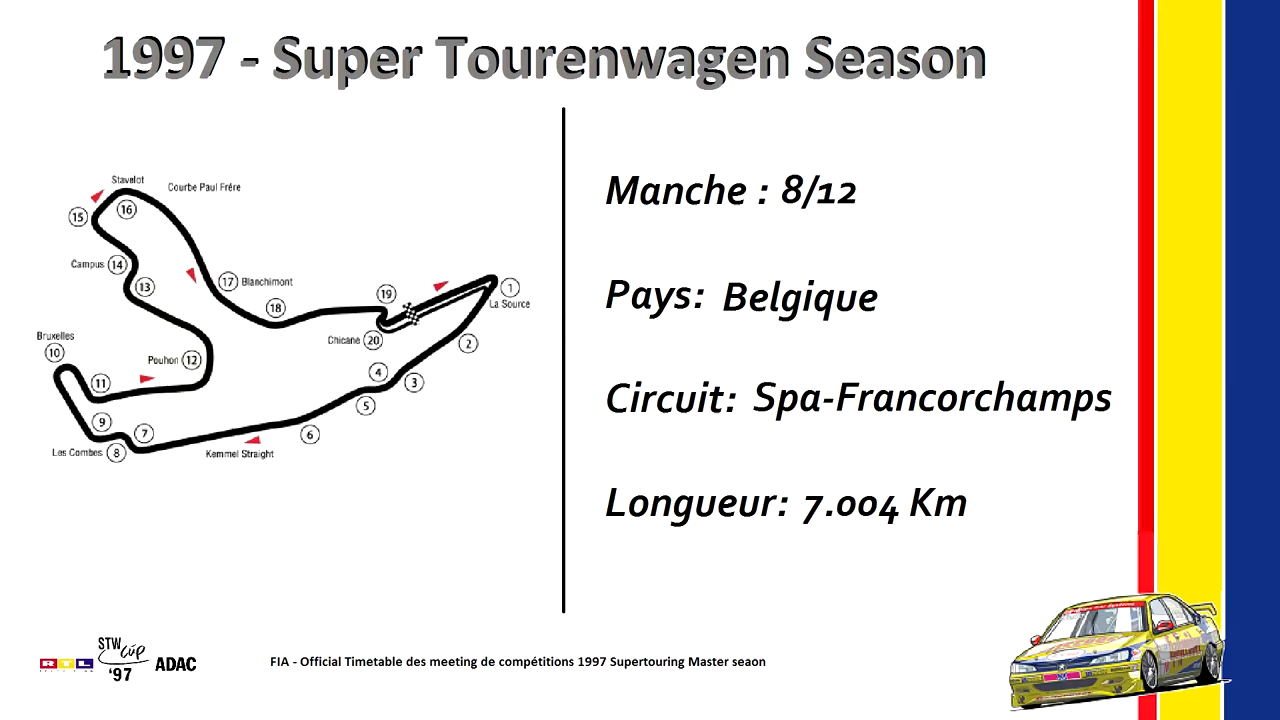 1997 - Super Tourenwagen Season
Stavelot
Courbe Paul Frére
15
16
Campus
14
13
17
Blanchimont
18
19
1
La Source
Chicane
20
2
Bruxelles
10
Pouhon
12
11
4
3
5
9
7
6
Les Combes
8
Kemmel Straight
Manche : 8/12
Pays: Belgique
Circuit: Spa-Francorchamps
Longueur: 7.004 Km
RTL
STW
cup
'97
ADAC
FIA - Official Timetable des meeting de compétitions 1997 Supertouring Master seaon